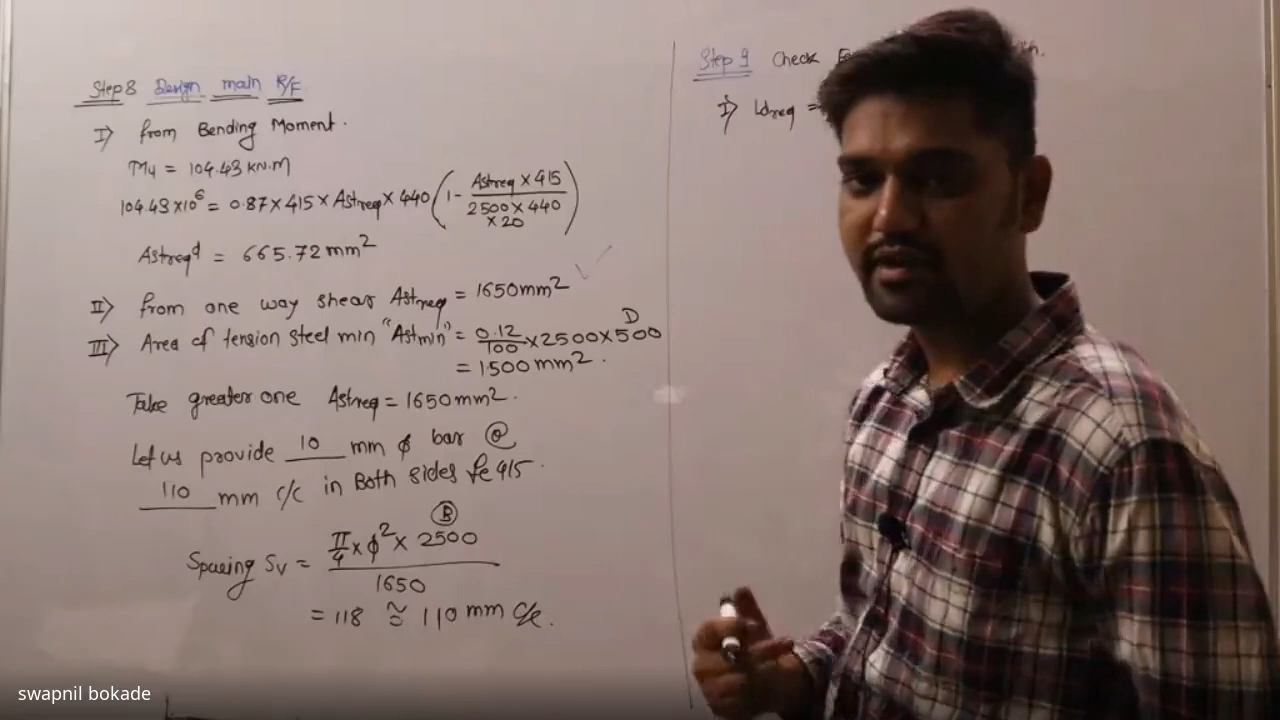 Step 8 Design main R/F
I) from Bending Moment.
Mu = 104.43 KN.M
104.43 x 10^6 = 0.87 x 415 x Astreq x 440 (1 - Astreq x 415 / 2500 x 440 x 20)
Astreqd = 665.72 mm2
II) from one way shear Astreq = 1650 mm2
III) Area of tension steel min "Astmin" = 0.12/100 x 2500 x 500 D
= 1500 mm2.
Take greater one Astreq = 1650 mm2.
Let us provide 10 mm φ bar @
110 mm c/c in Both sides fe 415.
Spacing Sv = π/4 x φ2 x 2500 (B) / 1650
= 118 ≅ 110 mm c/c.
Step 9 Check
I) Ldreq =
swapnil bokade